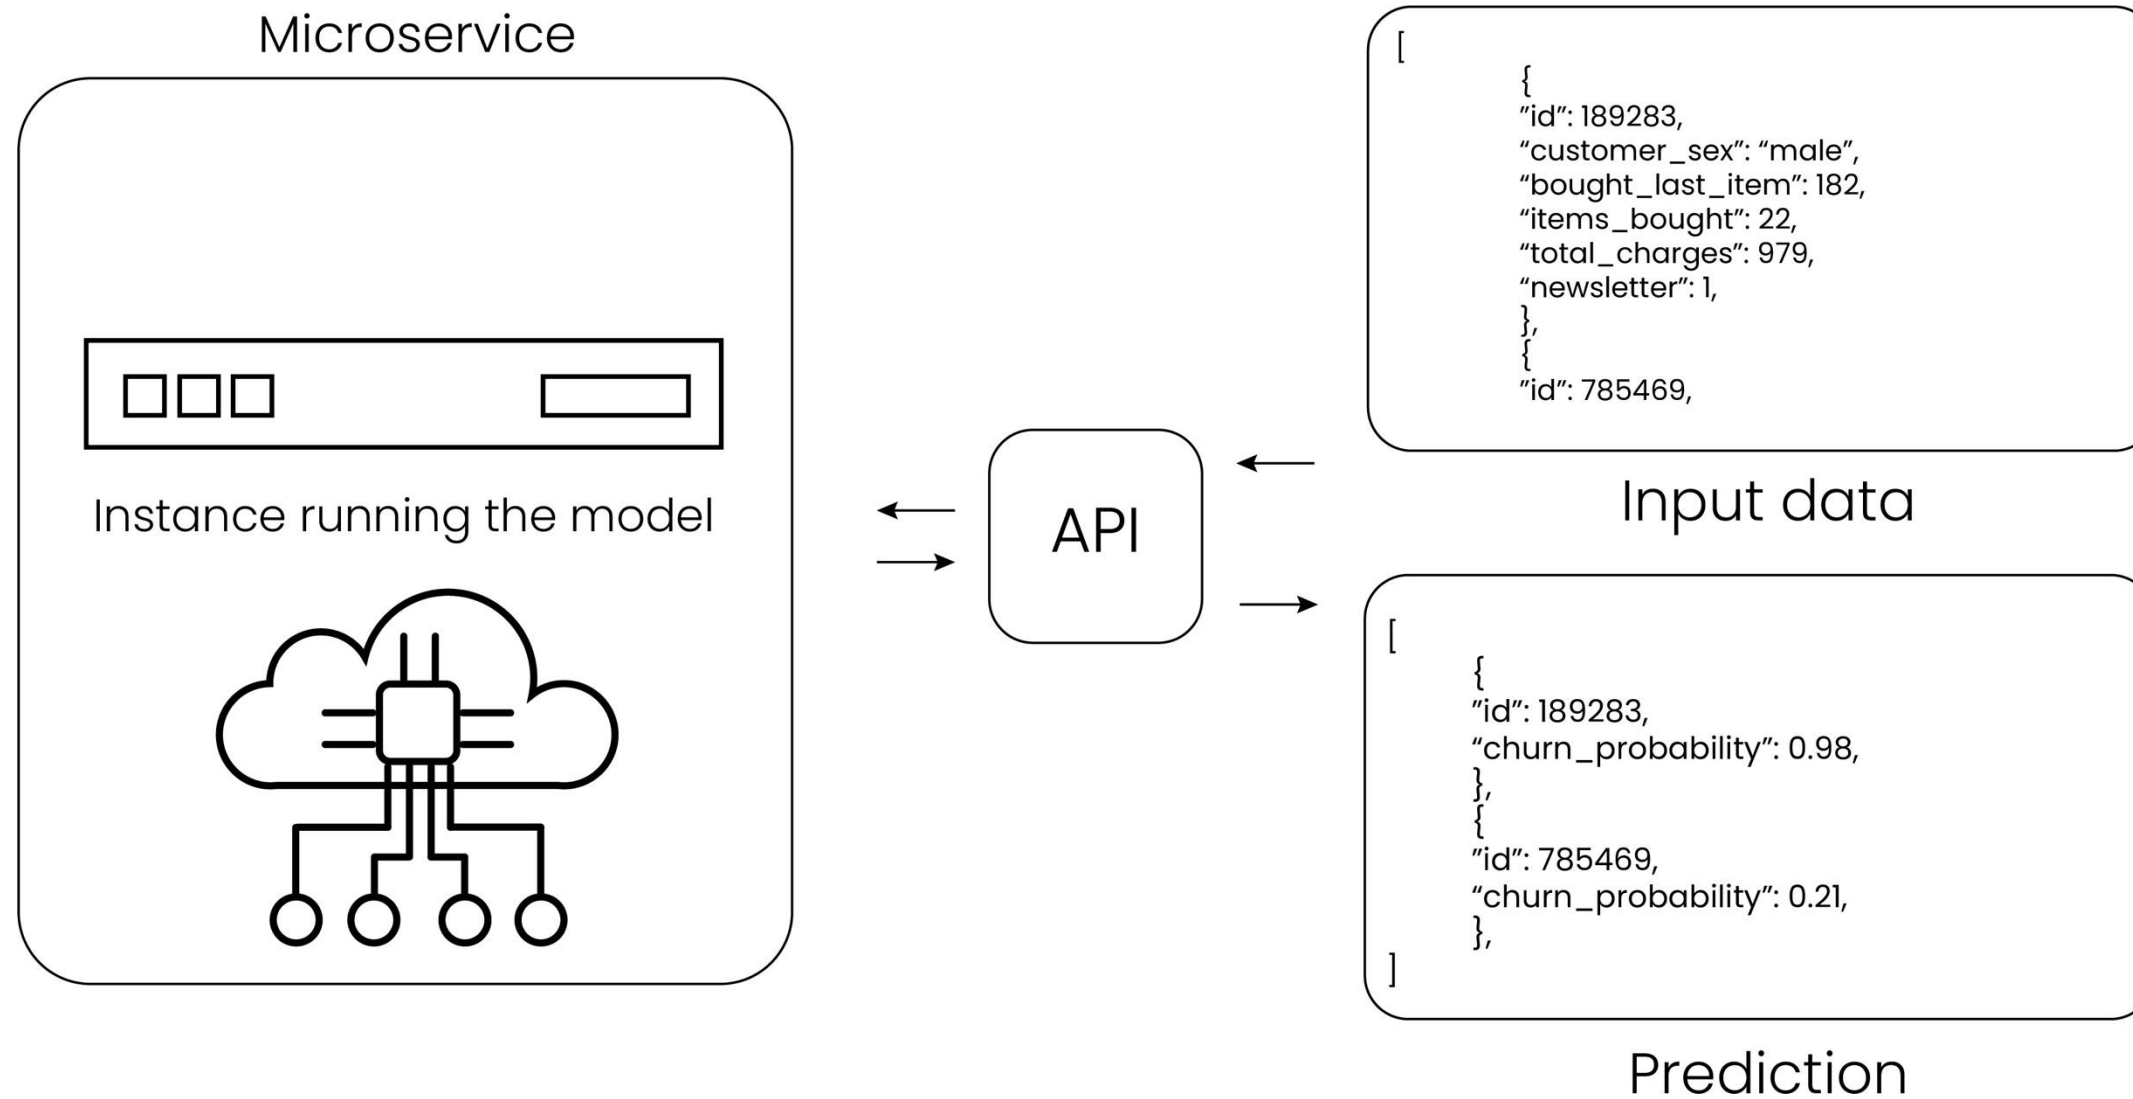 Microservice
Instance running the model
API
[
{
”id”: 189283,
“customer_sex”: “male”,
“bought_last_item”: 182,
“items_bought”: 22,
“total_charges”: 979,
“newsletter”: 1,
},
{
”id”: 785469,
Input data
[
{
”id”: 189283,
“churn_probability”: 0.98,
},
{
”id”: 785469,
“churn_probability”: 0.21,
},
]
Prediction